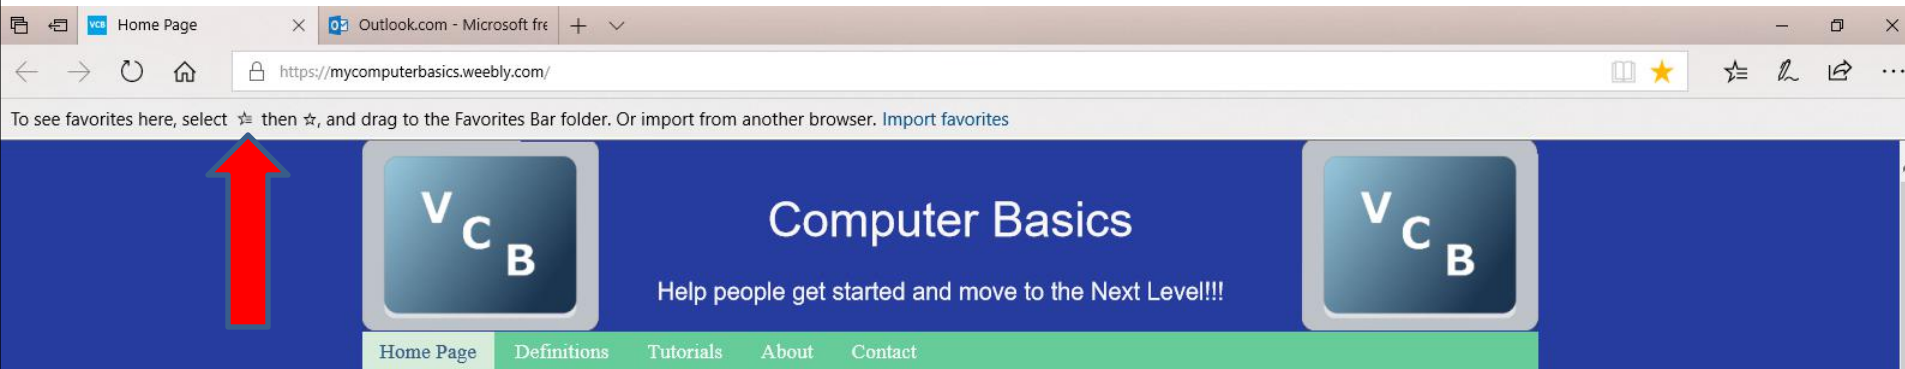 VCB Home Page Outlook.com - Microsoft fre
https://mycomputerbasics.weebly.com/
To see favorites here, select then , and drag to the Favorites Bar folder. Or import from another browser. Import favorites
V C B
Computer Basics
Help people get started and move to the Next Level!!!
V C B
Home Page Definitions Tutorials About Contact